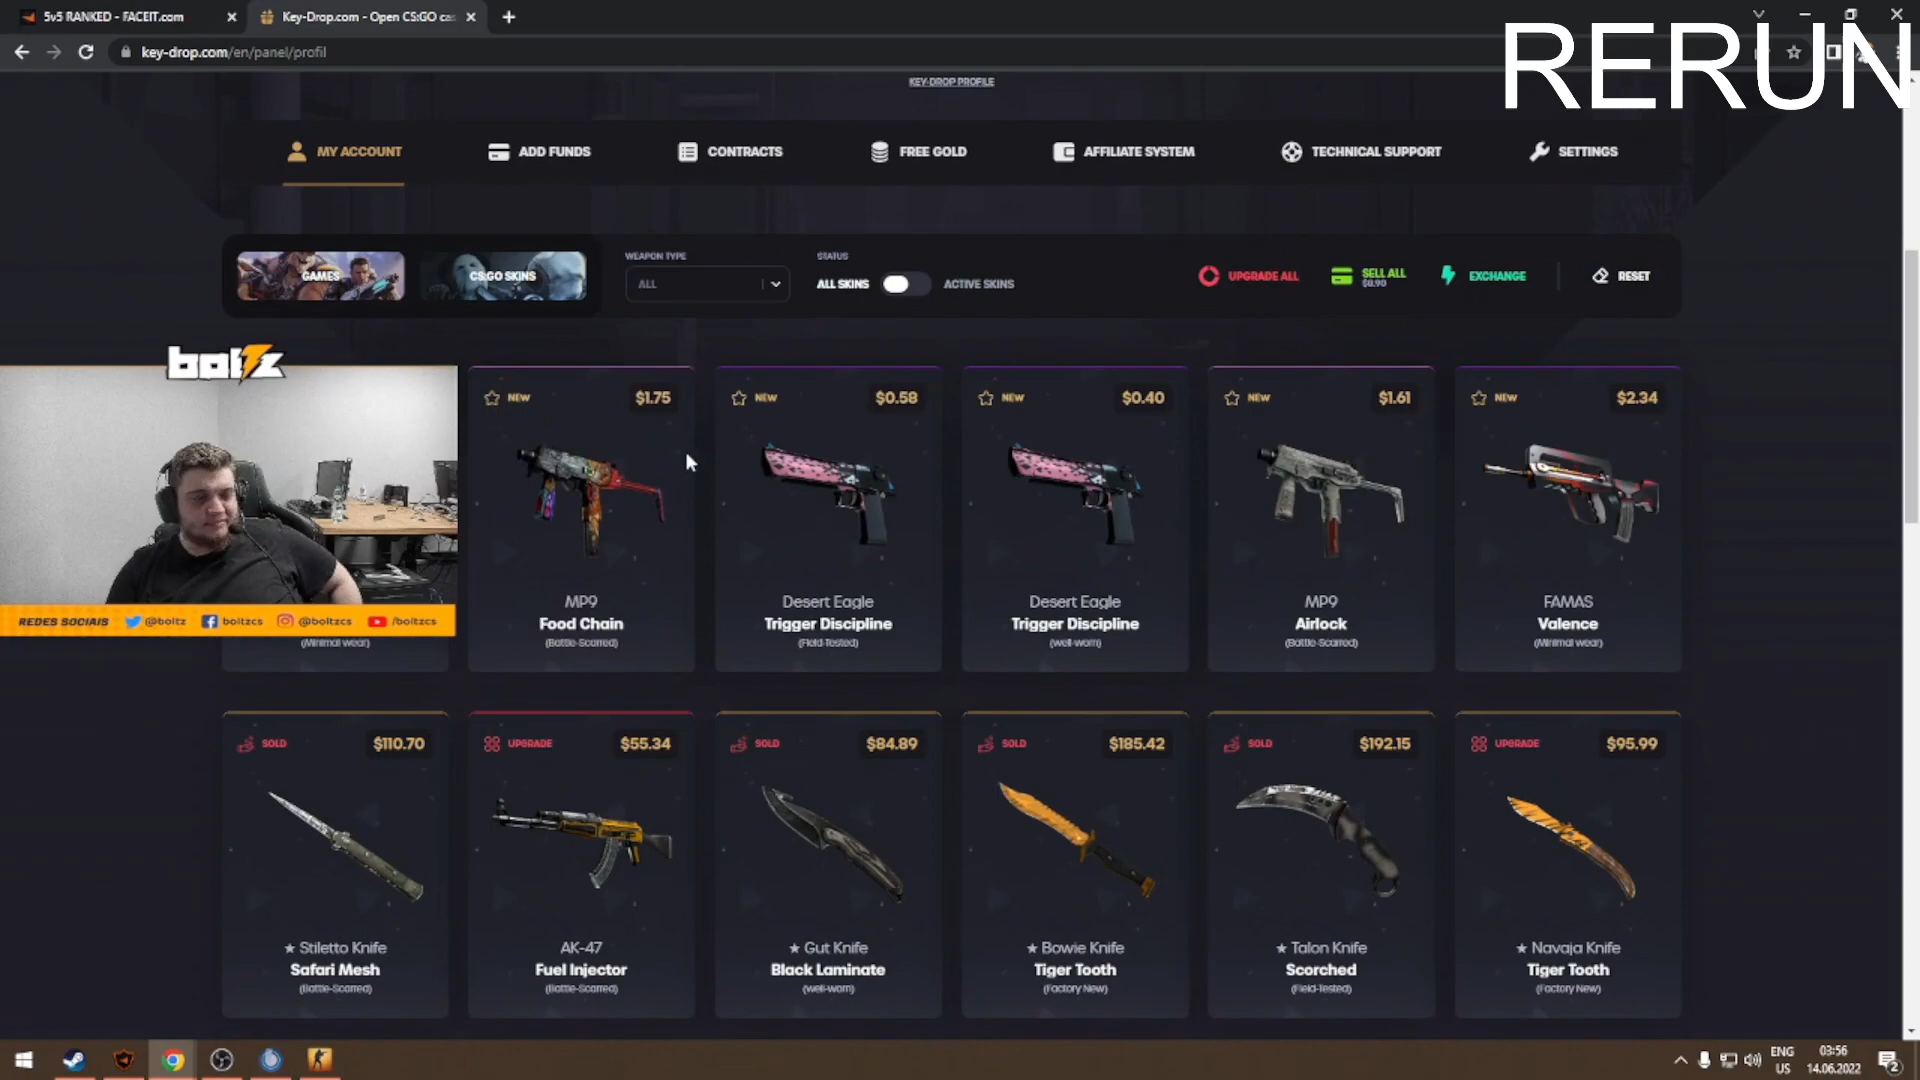 5v5 RANKED - FACEIT.com
Key-Drop.com - Open CS:GO cas
key-drop.com/en/panel/profil
RERUN
KEY-DROP PROFILE
MY ACCOUNT
ADD FUNDS
CONTRACTS
FREE GOLD
AFFILIATE SYSTEM
TECHNICAL SUPPORT
SETTINGS
GAMES
CS:GO SKINS
WEAPON TYPE
ALL
STATUS
ALL SKINS
ACTIVE SKINS
UPGRADE ALL
SELL ALL
$8.90
EXCHANGE
RESET
boltz
REDES SOCIAIS @boltz boltzcs @boltzcs /boltzcs
(Minimal wear)
NEW $1.75
MP9
Food Chain
(Battle-Scarred)
NEW $0.58
Desert Eagle
Trigger Discipline
(Field-Tested)
NEW $0.40
Desert Eagle
Trigger Discipline
(well-worn)
NEW $1.61
MP9
Airlock
(Battle-Scarred)
NEW $2.34
FAMAS
Valence
(Minimal wear)
SOLD $110.70
★ Stiletto Knife
Safari Mesh
(Battle-Scarred)
UPGRADE $55.34
AK-47
Fuel Injector
(Battle-Scarred)
SOLD $84.89
★ Gut Knife
Black Laminate
(well-worn)
SOLD $185.42
★ Bowie Knife
Tiger Tooth
(Factory New)
SOLD $192.15
★ Talon Knife
Scorched
(Field-Tested)
UPGRADE $95.99
★ Navaja Knife
Tiger Tooth
(Factory New)
ENG
US
03:56
14.06.2022
2